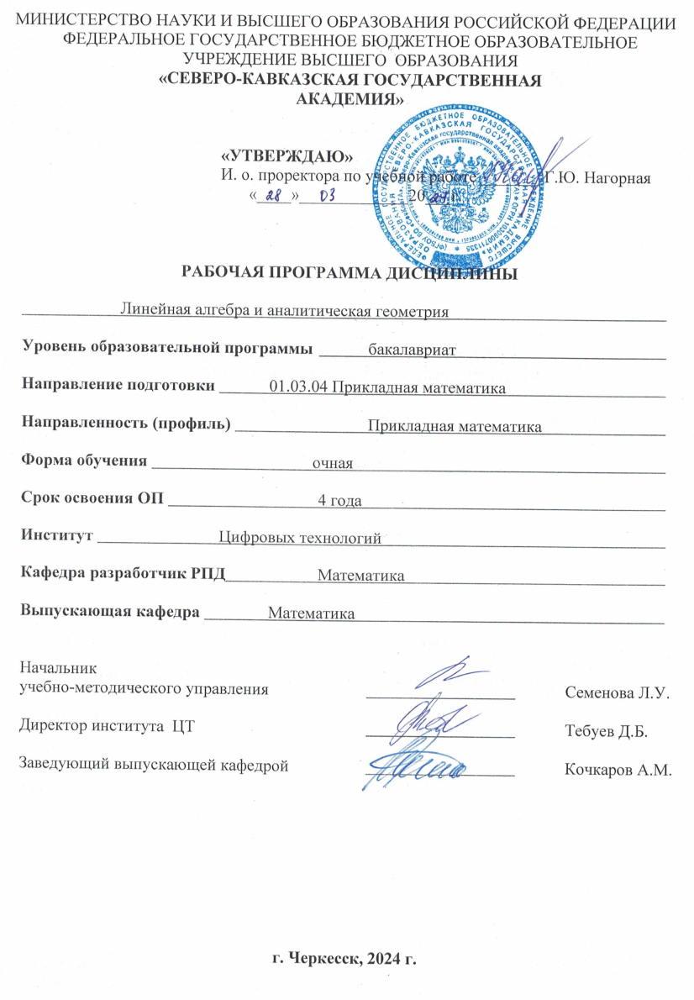 МИНИСТЕРСТВО НАУКИ И ВЫСШЕГО ОБРАЗОВАНИЯ РОССИЙСКОЙ ФЕДЕРАЦИИ
ФЕДЕРАЛЬНОЕ ГОСУДАРСТВЕННОЕ БЮДЖЕТНОЕ ОБРАЗОВАТЕЛЬНОЕ
УЧРЕЖДЕНИЕ ВЫСШЕГО ОБРАЗОВАНИЯ
«СЕВЕРО-КАВКАЗСКАЯ ГОСУДАРСТВЕННАЯ
АКАДЕМИЯ»
«УТВЕРЖДАЮ»
И. о. проректора по учебной работе Г.Ю. Нагорная
«28» 03 2024 г.
РАБОЧАЯ ПРОГРАММА ДИСЦИПЛИНЫ
Линейная алгебра и аналитическая геометрия
Уровень образовательной программы бакалавриат
Направление подготовки 01.03.04 Прикладная математика
Направленность (профиль) Прикладная математика
Форма обучения очная
Срок освоения ОП 4 года
Институт Цифровых технологий
Кафедра разработчик РПД Математика
Выпускающая кафедра Математика
Начальник
учебно-методического управления Семенова Л.У.
Директор института ЦТ Тебуев Д.Б.
Заведующий выпускающей кафедрой Кочкаров А.М.
г. Черкесск, 2024 г.